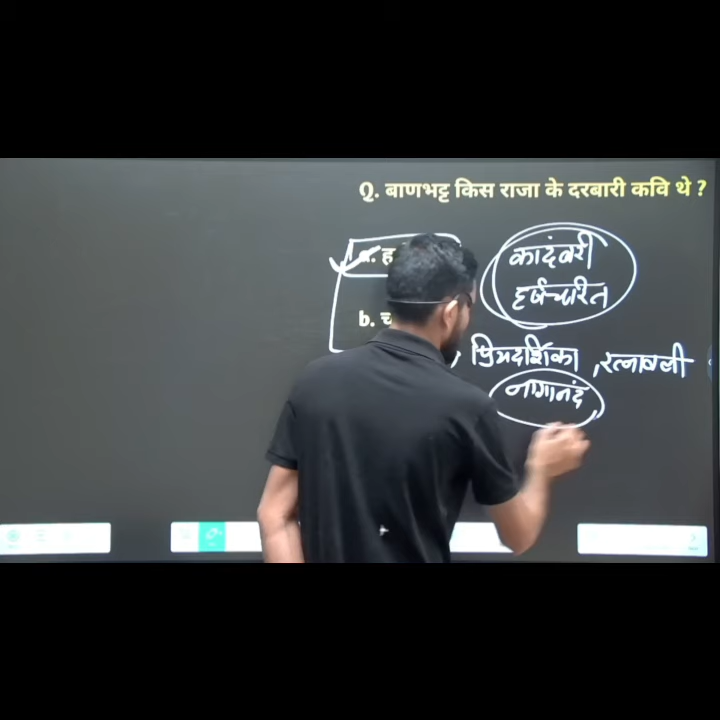 Q. बाणभट्ट किस राजा के दरबारी कवि थे ?
a. ह
कादंबरी
हर्षचरित
b. च
प्रियदर्शिका , रत्नावली
नागानंद,